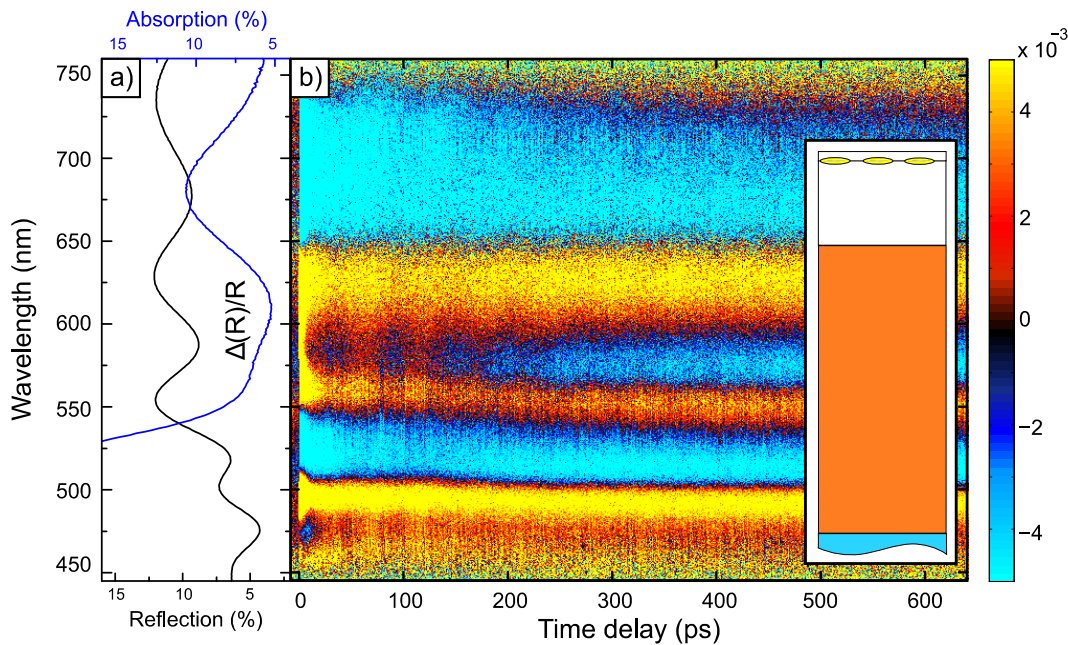 Absorption (%)
15 10 5
x 10⁻³
a)
b)
750
700
650
600
550
500
450
Wavelength (nm)
Δ(R)/R
4
2
0
−2
−4
15 10 5
Reflection (%)
0 100 200 300 400 500 600
Time delay (ps)